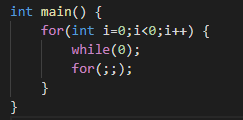 int main() {
    for(int i=0;i<0;i++) {
        while(0);
        for(;;);
    }
}